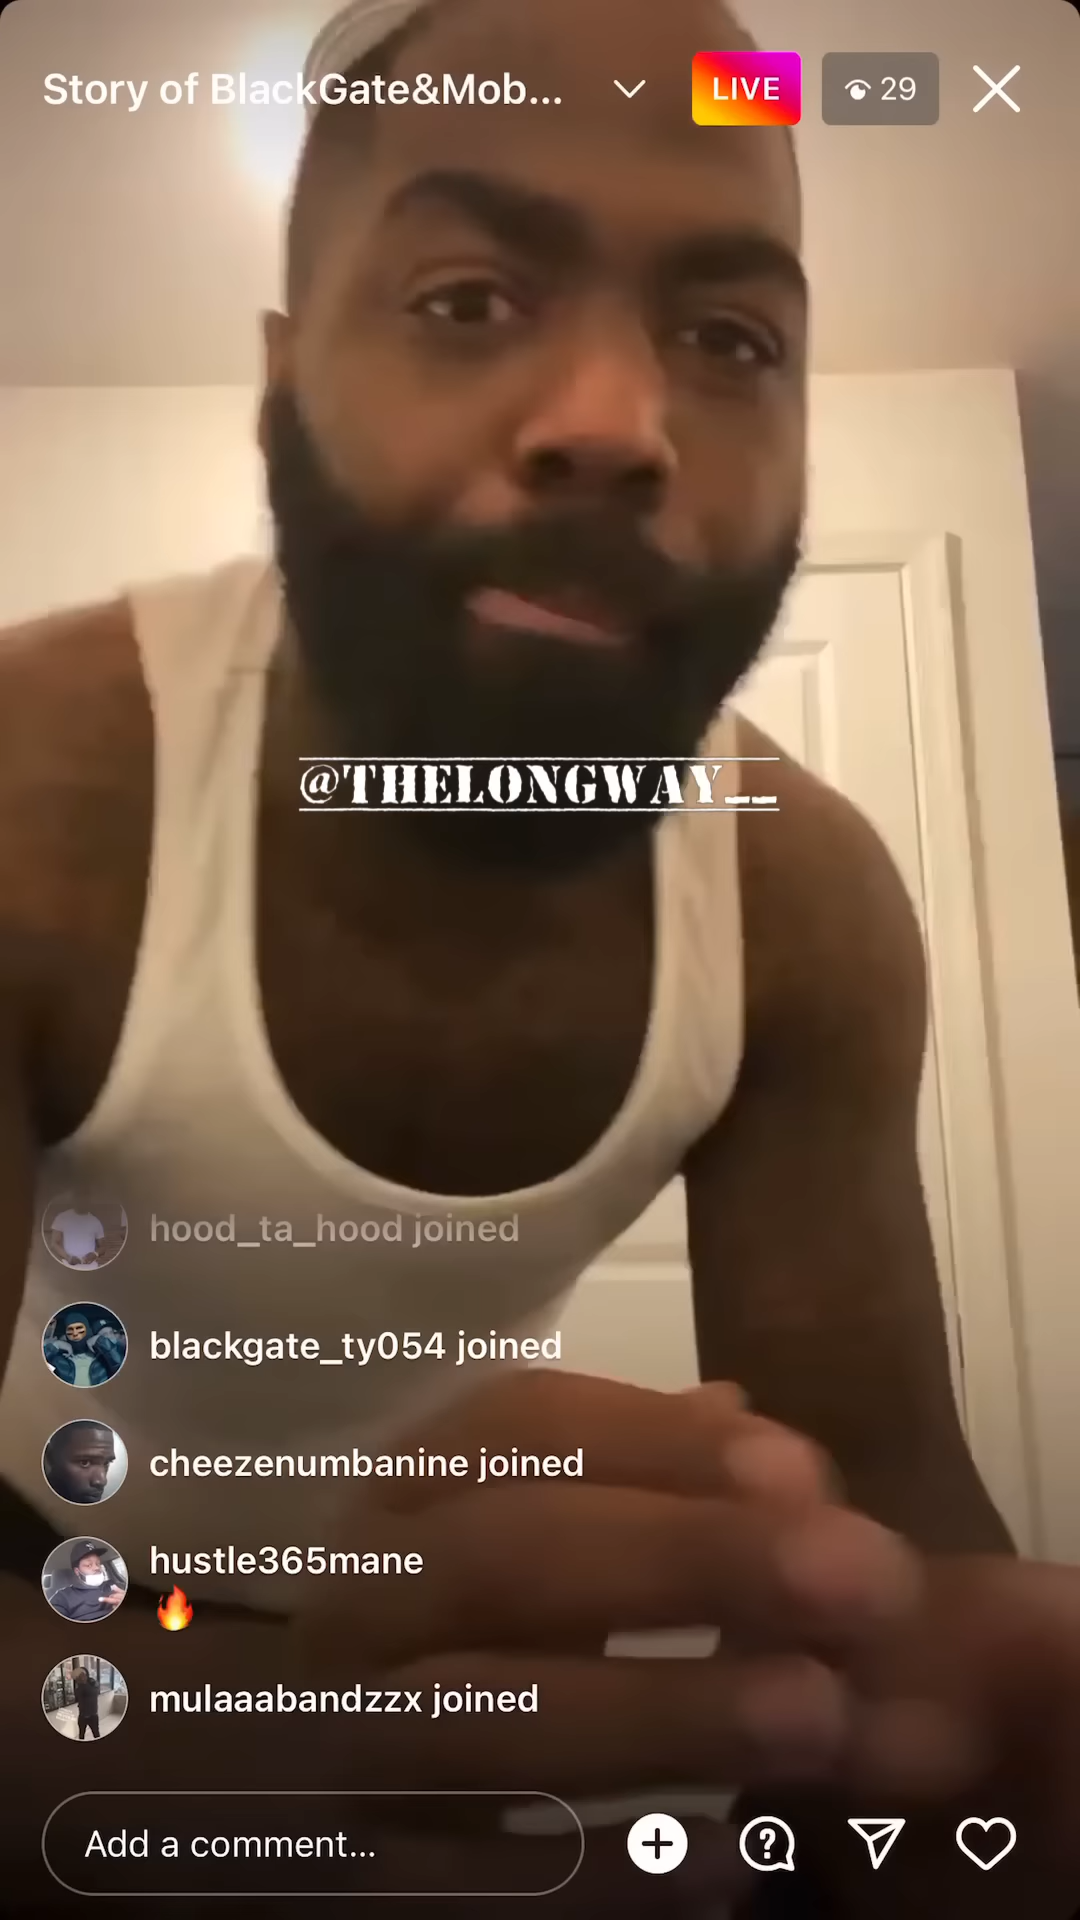 Story of BlackGate&Mob...
LIVE
29
@THELONGWAY__
hood_ta_hood joined
blackgate_ty054 joined
cheezenumbanine joined
hustle365mane
🔥
mulaaabandzzx joined
Add a comment...